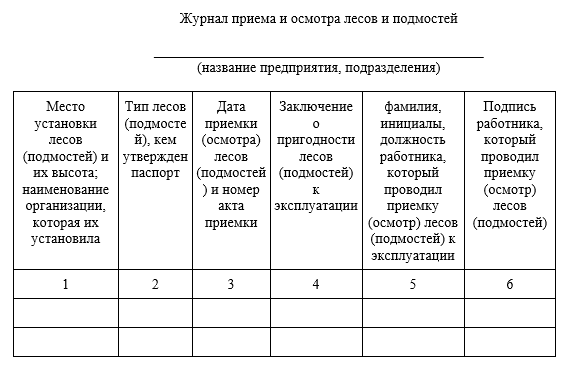 Журнал приема и осмотра лесов и подмостей
(название предприятия, подразделения)
Место
установки
лесов
(подмостей) и
их высота;
наименование
организации,
которая их
установила
Тип лесов
(подмосте
й), кем
утвержден
паспорт
Дата
приемки
(осмотра)
лесов
(подмостей
) и номер
акта
приемки
Заключение
о
пригодности
лесов
(подмостей)
к
эксплуатации
фамилия,
инициалы,
должность
работника,
который
проводил
приемку
(осмотр) лесов
(подмостей) к
эксплуатации
Подпись
работника,
который
проводил
приемку
(осмотр)
лесов
(подмостей)
1 2 3 4 5 6